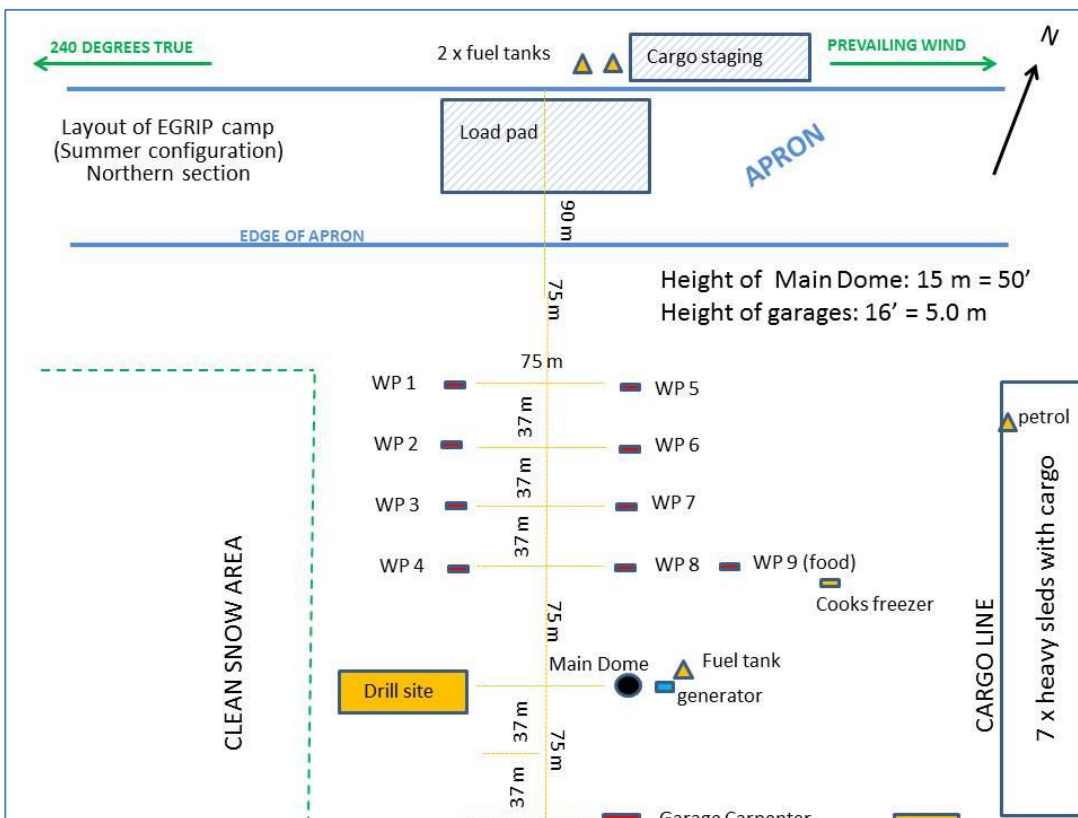 240 DEGREES TRUE
2 x fuel tanks
Cargo staging
PREVAILING WIND
N
Layout of EGRIP camp
(Summer configuration)
Northern section
Load pad
APRON
90 m
EDGE OF APRON
75 m
Height of Main Dome: 15 m = 50’
Height of garages: 16’ = 5.0 m
75 m
WP 1
WP 5
37 m
petrol
WP 2
WP 6
37 m
WP 3
WP 7
37 m
WP 4
WP 8
WP 9 (food)
Cooks freezer
CLEAN SNOW AREA
CARGO LINE
7 x heavy sleds with cargo
75 m
Main Dome
Fuel tank
generator
Drill site
37 m
75 m
37 m
Garage Carpenter